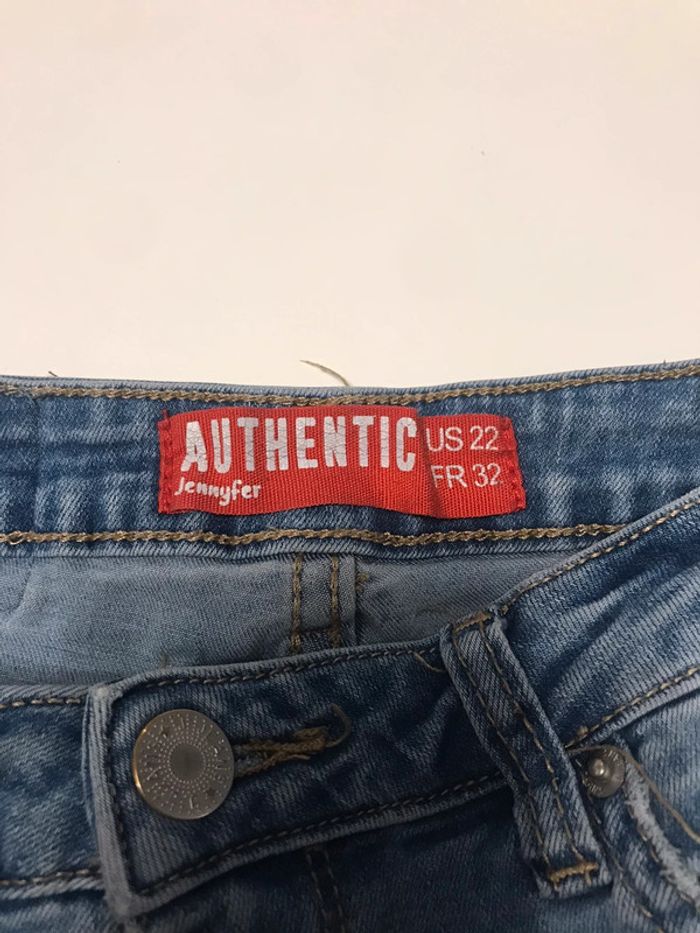 AUTHENTIC
Jennyfer
US 22
FR 32